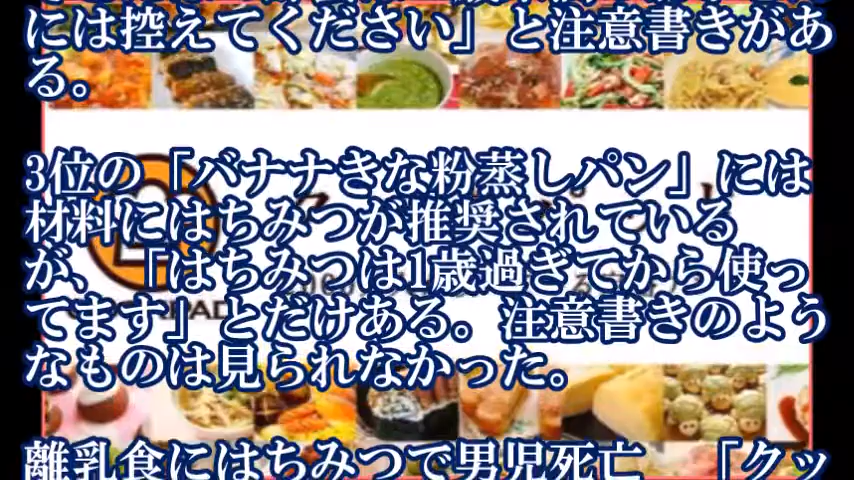 には控えてください」と注意書きがあ
る。
3位の「バナナきな粉蒸しパン」には
材料にはちみつが推奨されている
が、「はちみつは1歳過ぎてから使っ
てます」とだけある。注意書きのよう
なものは見られなかった。
離乳食にはちみつで男児死亡 「クッ